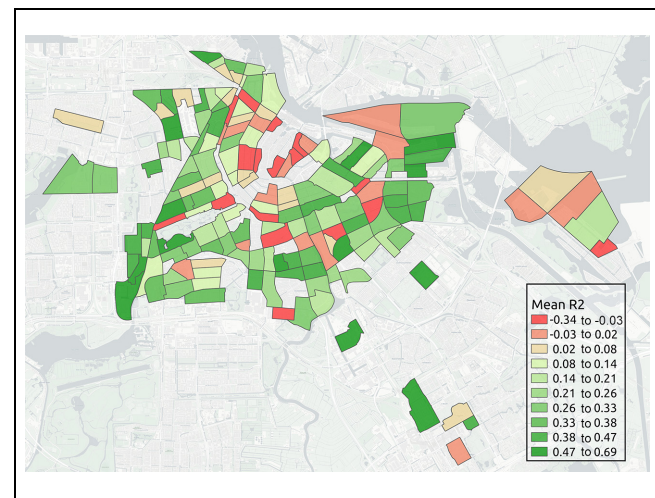 Mean R2
-0.34 to -0.03
-0.03 to 0.02
0.02 to 0.08
0.08 to 0.14
0.14 to 0.21
0.21 to 0.26
0.26 to 0.33
0.33 to 0.38
0.38 to 0.47
0.47 to 0.69